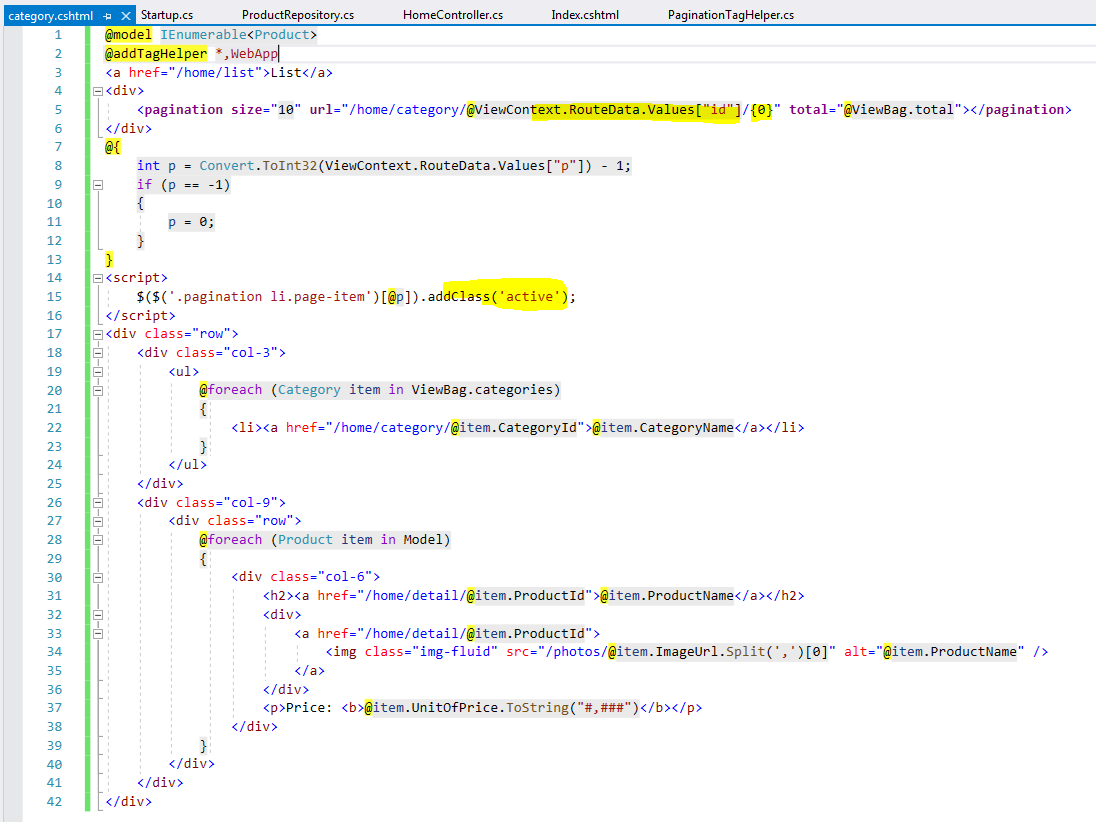 category.cshtml Startup.cs ProductRepository.cs HomeController.cs Index.cshtml PaginationTagHelper.cs
1 @model IEnumerable<Product>
2 @addTagHelper *,WebApp
3 <a href="/home/list">List</a>
4 <div>
5 <pagination size="10" url="/home/category/@ViewContext.RouteData.Values["id"]/{0}" total="@ViewBag.total"></pagination>
6 </div>
7 @{
8 int p = Convert.ToInt32(ViewContext.RouteData.Values["p"]) - 1;
9 if (p == -1)
10 {
11 p = 0;
12 }
13 }
14 <script>
15 $($('.pagination li.page-item')[@p]).addClass('active');
16 </script>
17 <div class="row">
18 <div class="col-3">
19 <ul>
20 @foreach (Category item in ViewBag.categories)
21 {
22 <li><a href="/home/category/@item.CategoryId">@item.CategoryName</a></li>
23 }
24 </ul>
25 </div>
26 <div class="col-9">
27 <div class="row">
28 @foreach (Product item in Model)
29 {
30 <div class="col-6">
31 <h2><a href="/home/detail/@item.ProductId">@item.ProductName</a></h2>
32 <div>
33 <a href="/home/detail/@item.ProductId">
34 <img class="img-fluid" src="/photos/@item.ImageUrl.Split(',')[0]" alt="@item.ProductName" />
35 </a>
36 </div>
37 <p>Price: <b>@item.UnitOfPrice.ToString("#,###")</b></p>
38 </div>
39 }
40 </div>
41 </div>
42 </div>